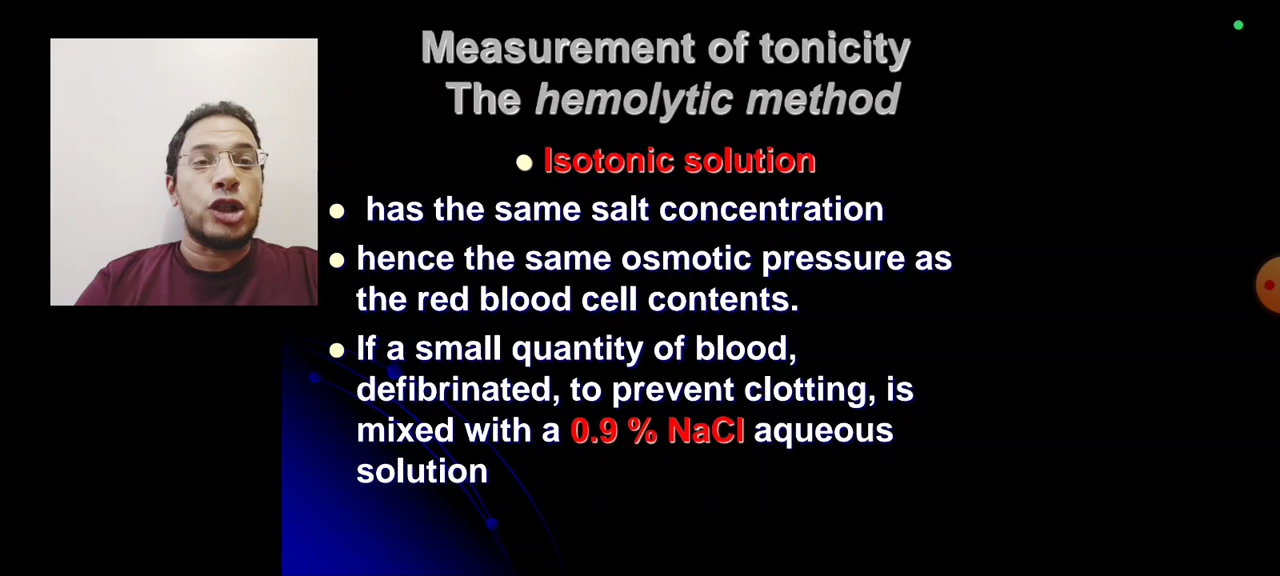 Measurement of tonicity
The hemolytic method
• Isotonic solution
• has the same salt concentration
• hence the same osmotic pressure as
the red blood cell contents.
• If a small quantity of blood,
defibrinated, to prevent clotting, is
mixed with a 0.9 % NaCl aqueous
solution